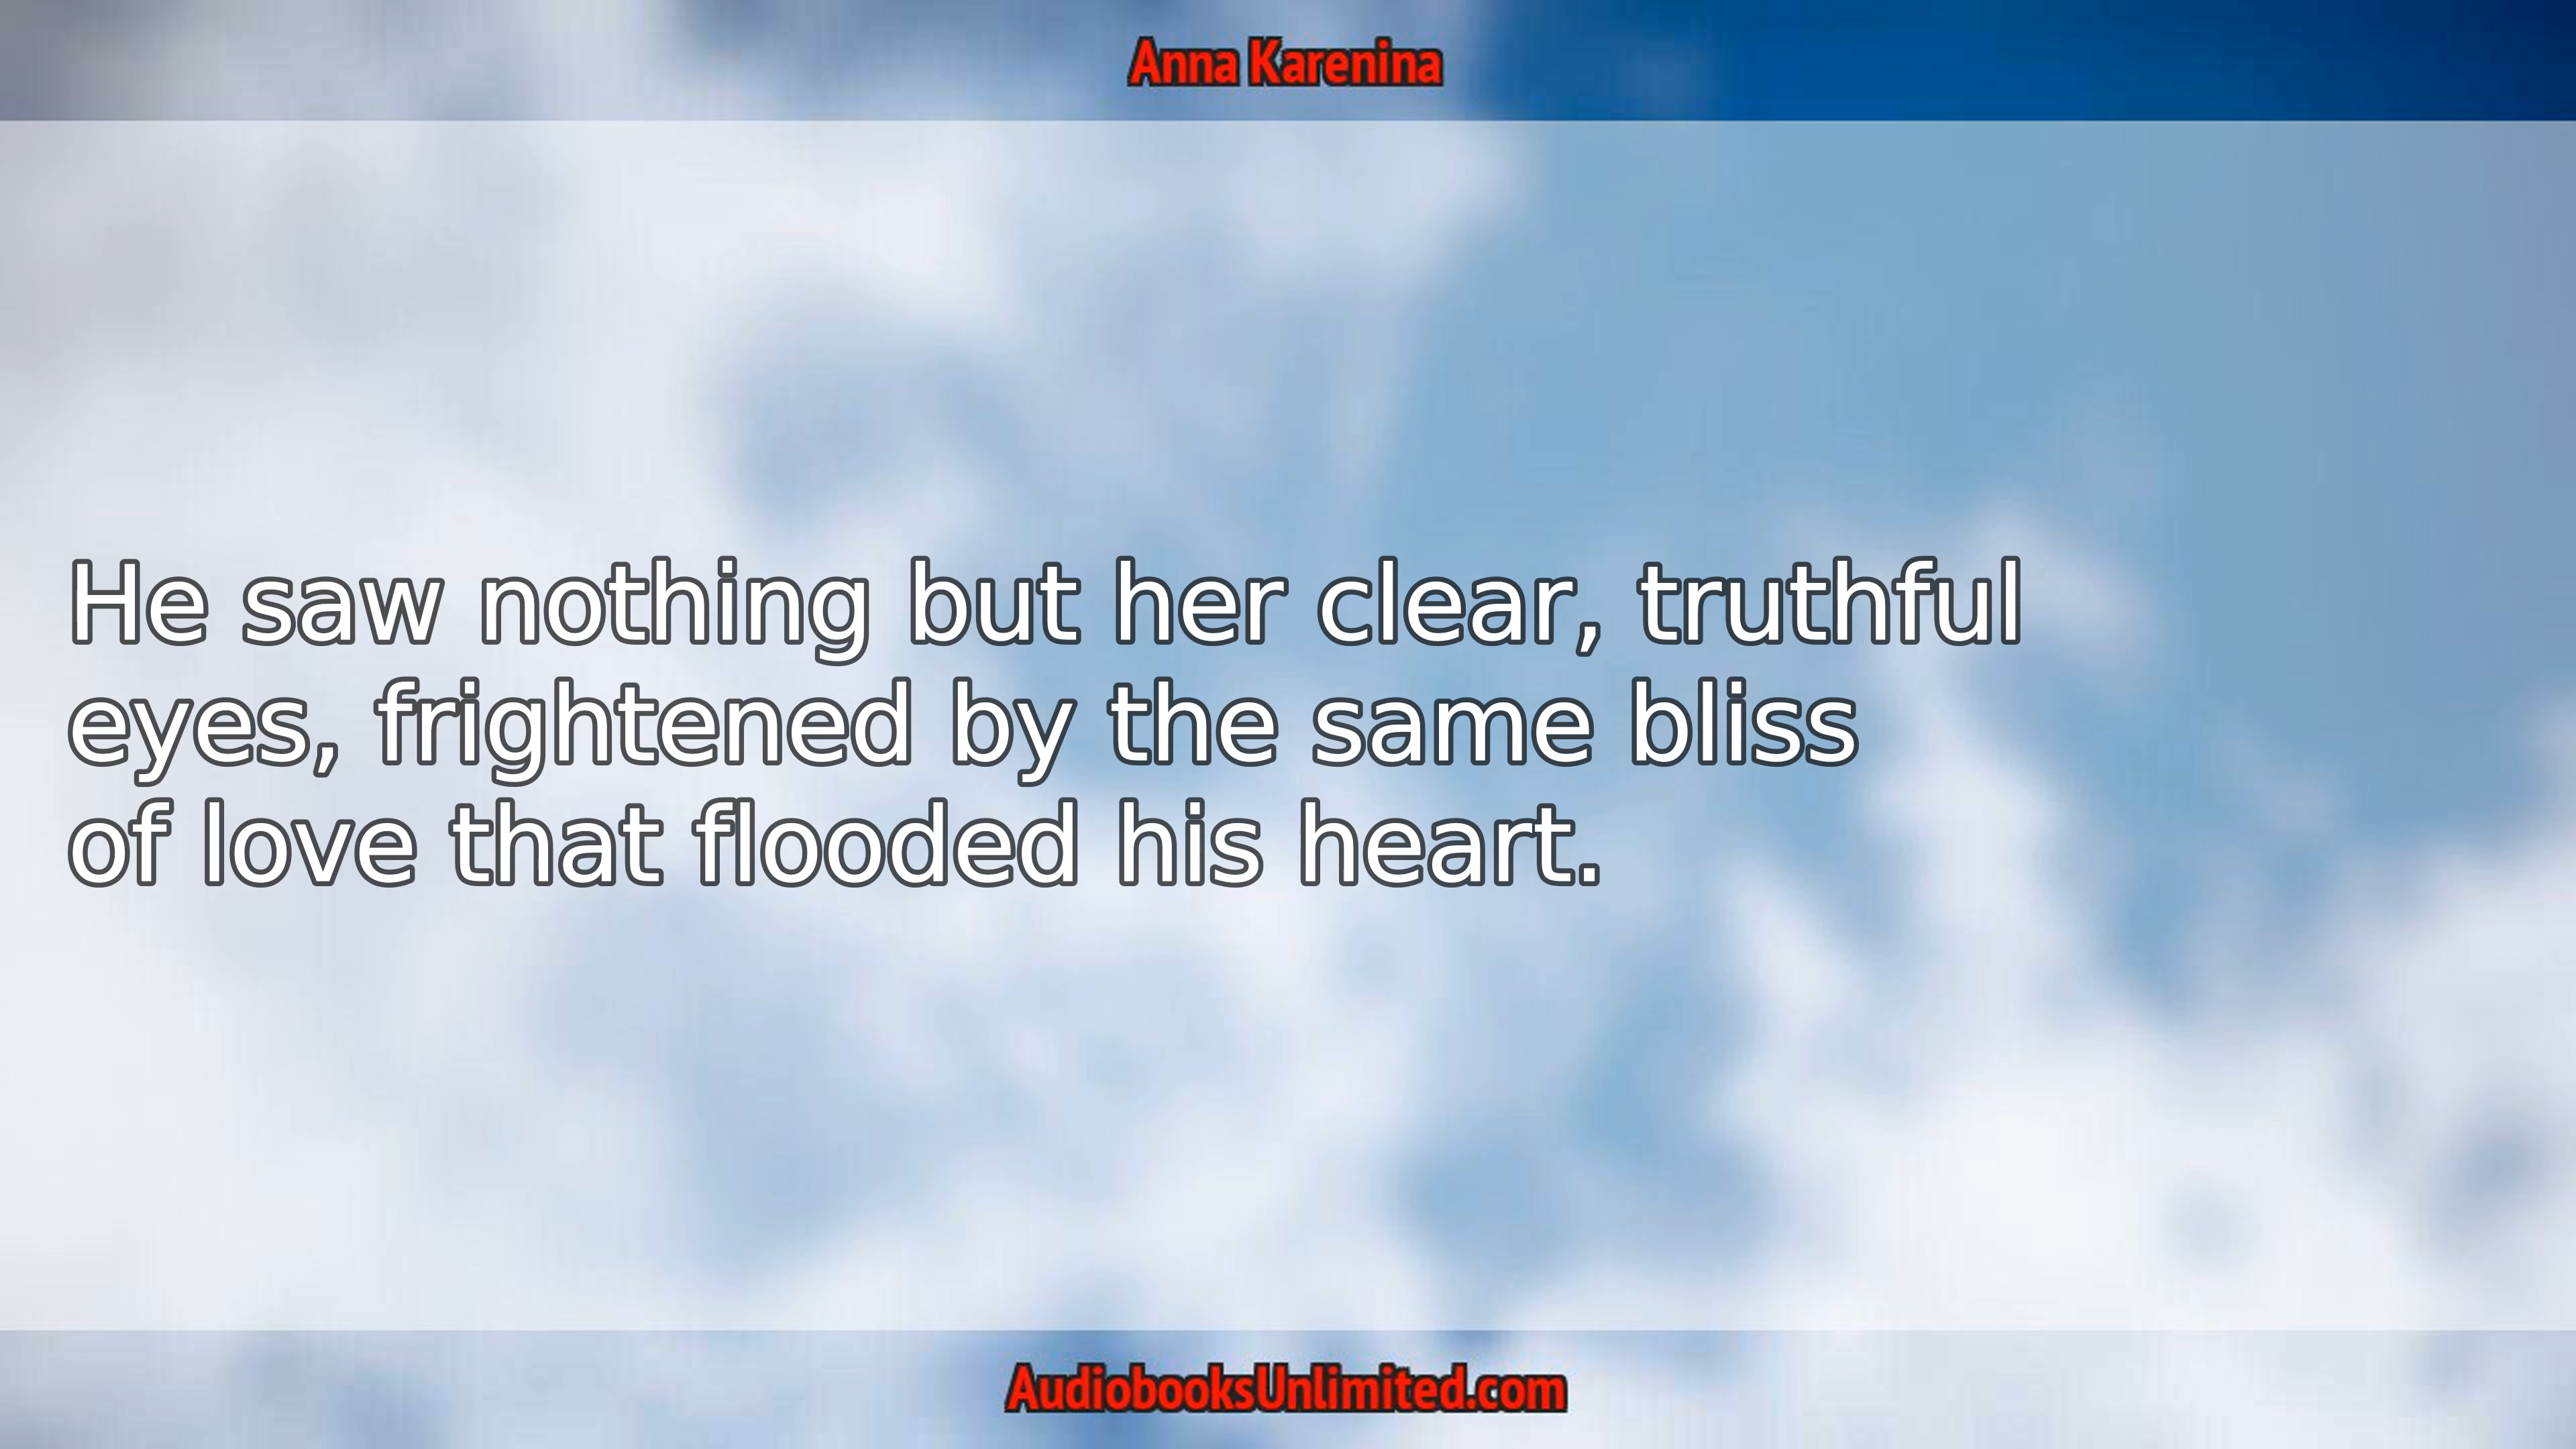 Anna Karenina
He saw nothing but her clear, truthful
eyes, frightened by the same bliss
of love that flooded his heart.
AudiobooksUnlimited.com